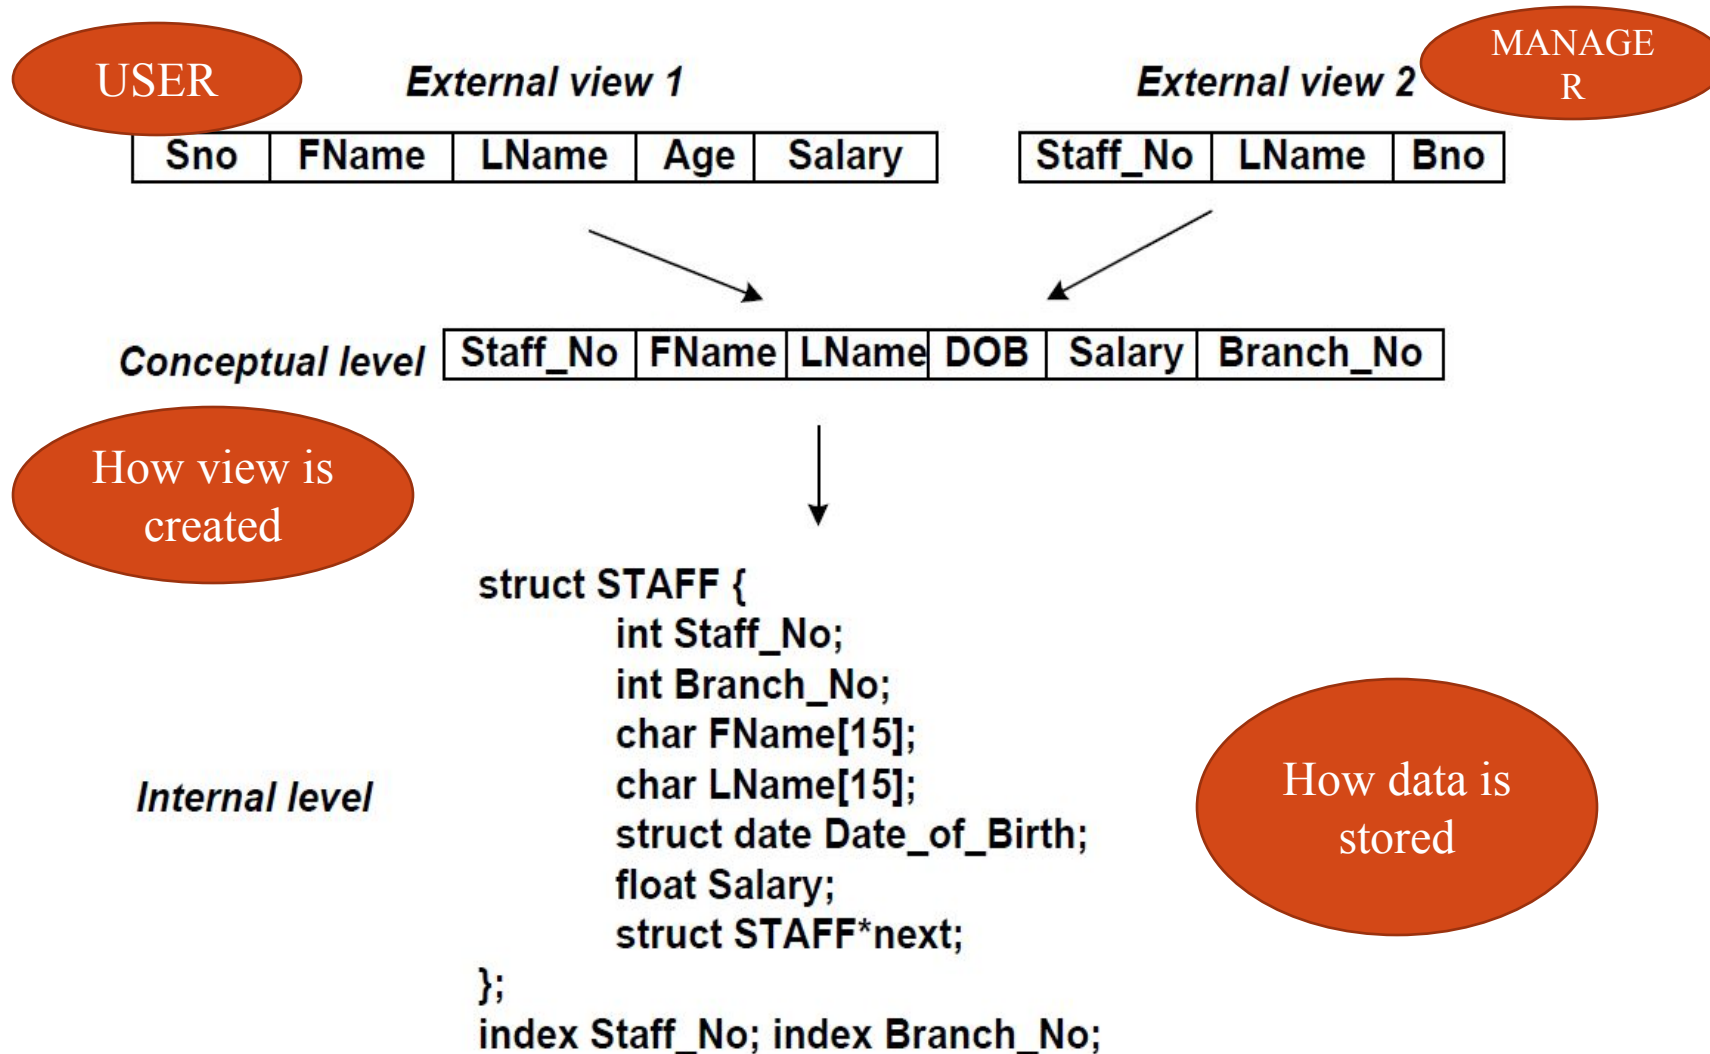 USER
External view 1
External view 2
MANAGE
R
Sno FName LName Age Salary
Staff_No LName Bno
Conceptual level
Staff_No FName LName DOB Salary Branch_No
How view is
created
struct STAFF {
int Staff_No;
int Branch_No;
char FName[15];
char LName[15];
struct date Date_of_Birth;
float Salary;
struct STAFF*next;
};
index Staff_No; index Branch_No;
Internal level
How data is
stored